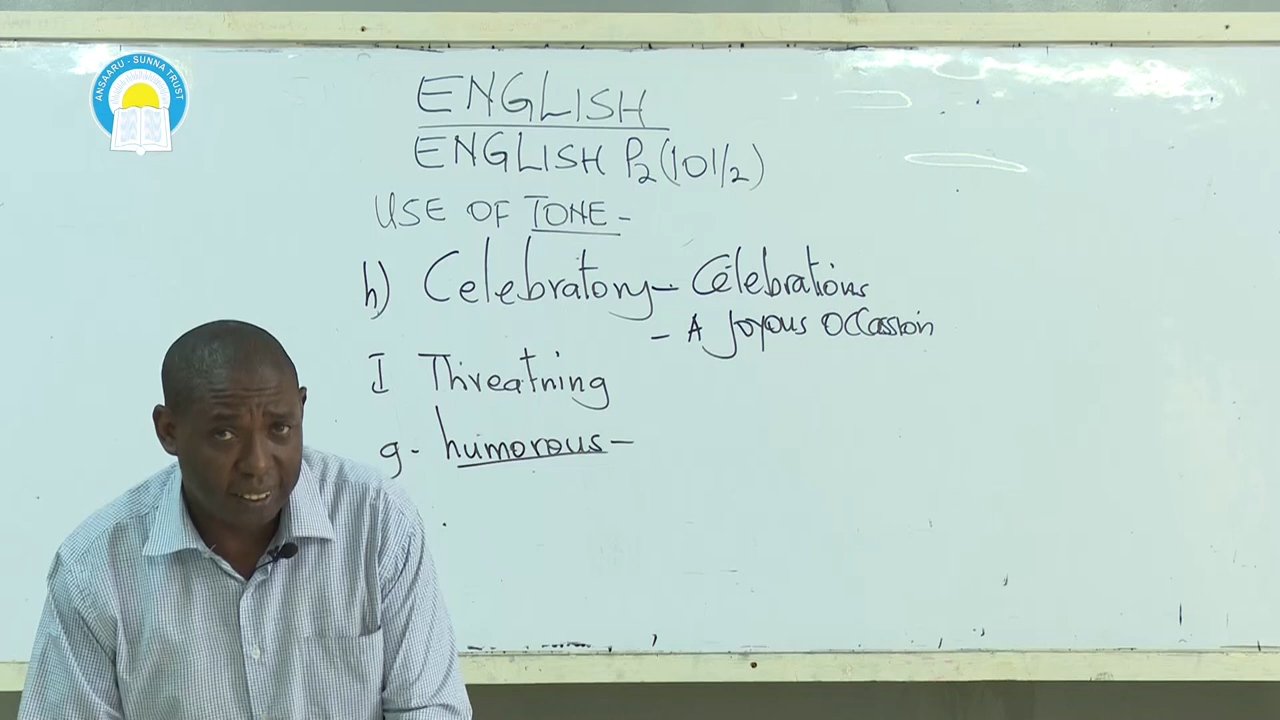 ANSAARU - SUNNA TRUST
ENGLISH
ENGLISH P2 (101/2)
USE OF TONE -
h) Celebratory - Celebrations
- A Joyous Occassion
I Threatning
g. humorous -